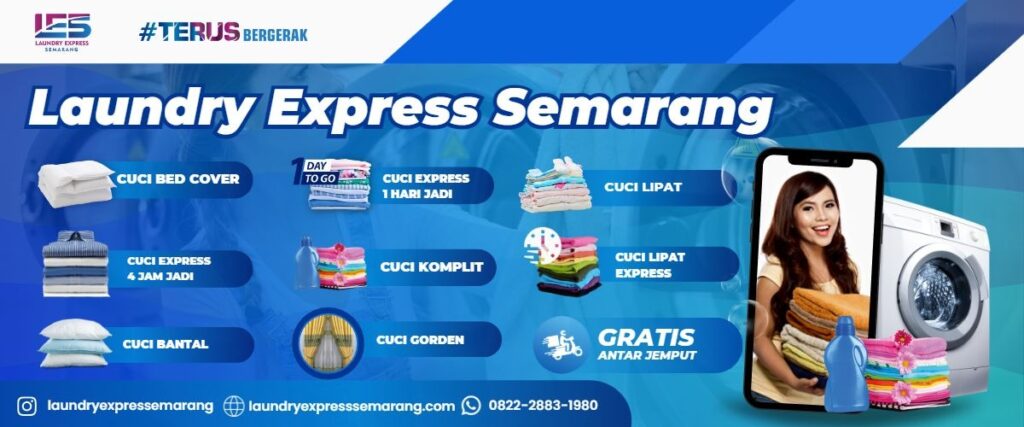 LES
LAUNDRY EXPRESS
SEMARANG
#TERUS BERGERAK
Laundry Express Semarang
CUCI BED COVER
1 DAY
TO GO
CUCI EXPRESS
1 HARI JADI
CUCI LIPAT
CUCI EXPRESS
4 JAM JADI
CUCI KOMPLIT
CUCI LIPAT
EXPRESS
CUCI BANTAL
CUCI GORDEN
GRATIS
ANTAR JEMPUT
laundryexpressemarang laundryexpresssemarang.com 0822-2883-1980